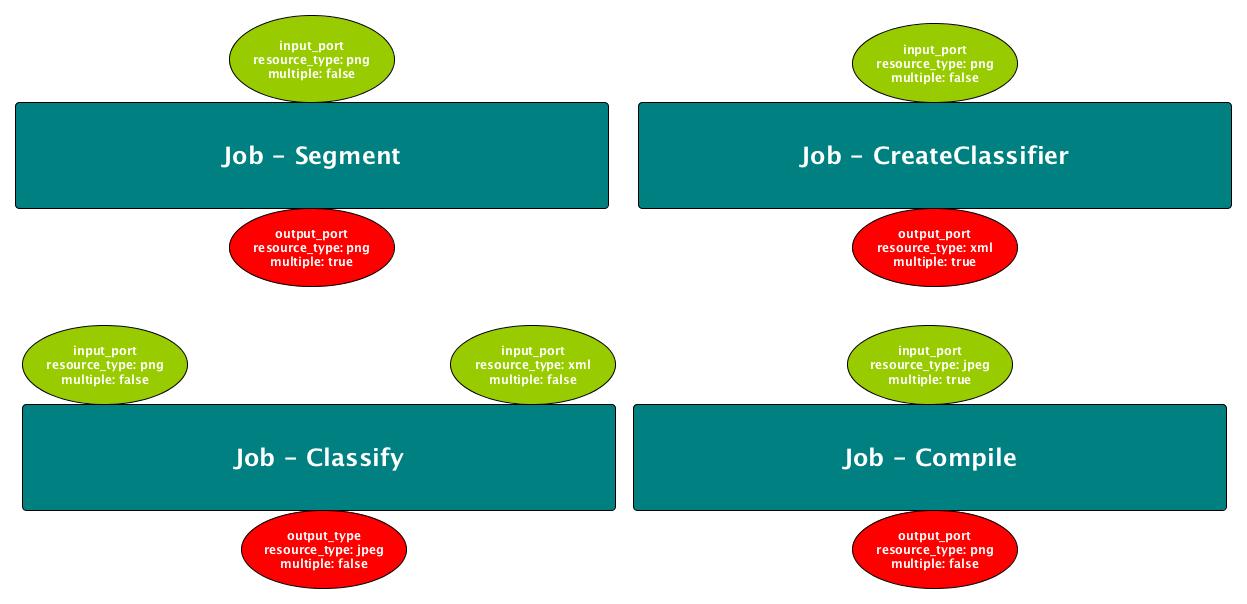 input_port
resource_type: png
multiple: false
Job – Segment
output_port
resource_type: png
multiple: true
input_port
resource_type: png
multiple: false
Job – CreateClassifier
output_port
resource_type: xml
multiple: true
input_port
resource_type: png
multiple: false
input_port
resource_type: xml
multiple: false
Job – Classify
output_type
resource_type: jpeg
multiple: false
input_port
resource_type: jpeg
multiple: true
Job – Compile
output_port
resource_type: png
multiple: false